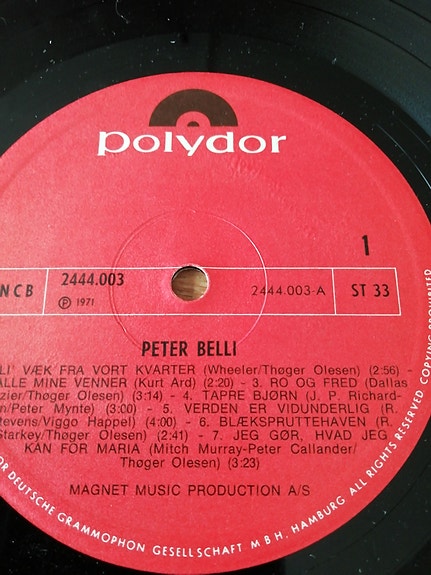 polydor
1
NCB
2444.003
℗ 1971
2444.003-A
ST 33
PETER BELLI
LI' VÆK FRA VORT KVARTER (Wheeler/Thøger Olesen) (2:56) -
ALLE MINE VENNER (Kurt Ard) (2:20) - 3. RO OG FRED (Dallas
zier/Thøger Olesen) (3:14) - 4. TAPRE BJØRN (J. P. Richard-
n/Peter Mynte) (3:00) - 5. VERDEN ER VIDUNDERLIG (R.
tevens/Viggo Happel) (4:00) - 6. BLÆKSPRUTTEHAVEN (R.
Starkey/Thøger Olesen) (2:41) - 7. JEG GØR, HVAD JEG
KAN FOR MARIA (Mitch Murray-Peter Callander/
Thøger Olesen) (3:23)
MAGNET MUSIC PRODUCTION A/S
OR DEUTSCHE GRAMMOPHON GESELLSCHAFT M B H, HAMBURG ALL RIGHTS RESERVED COPYING PROHIBITED